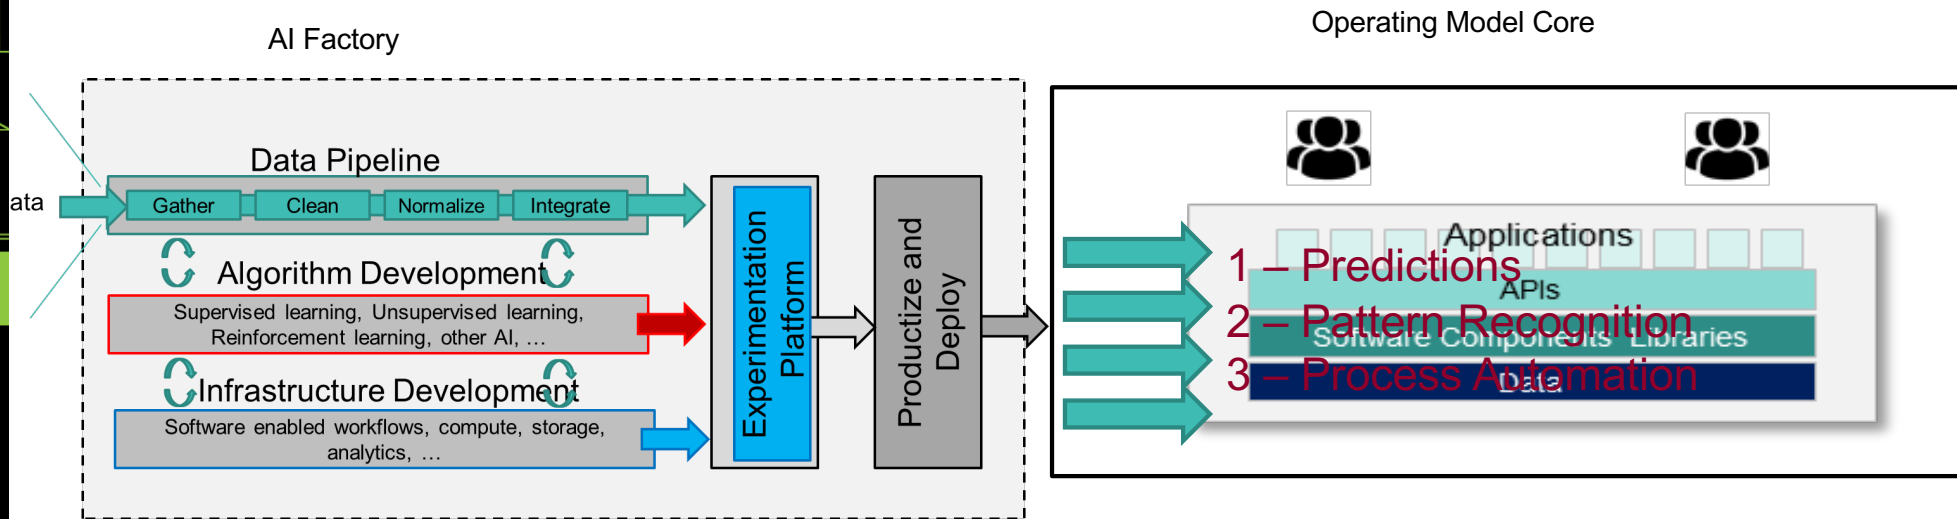 AI Factory
Operating Model Core
Data Pipeline
ata
Gather
Clean
Normalize
Integrate
Algorithm Development
Supervised learning, Unsupervised learning,
Reinforcement learning, other AI, …
Infrastructure Development
Software enabled workflows, compute, storage,
analytics, …
Experimentation
Platform
Productize and
Deploy
Applications
1 – Predictions
APIs
2 – Pattern Recognition
Software Components Libraries
3 – Process Automation
Data